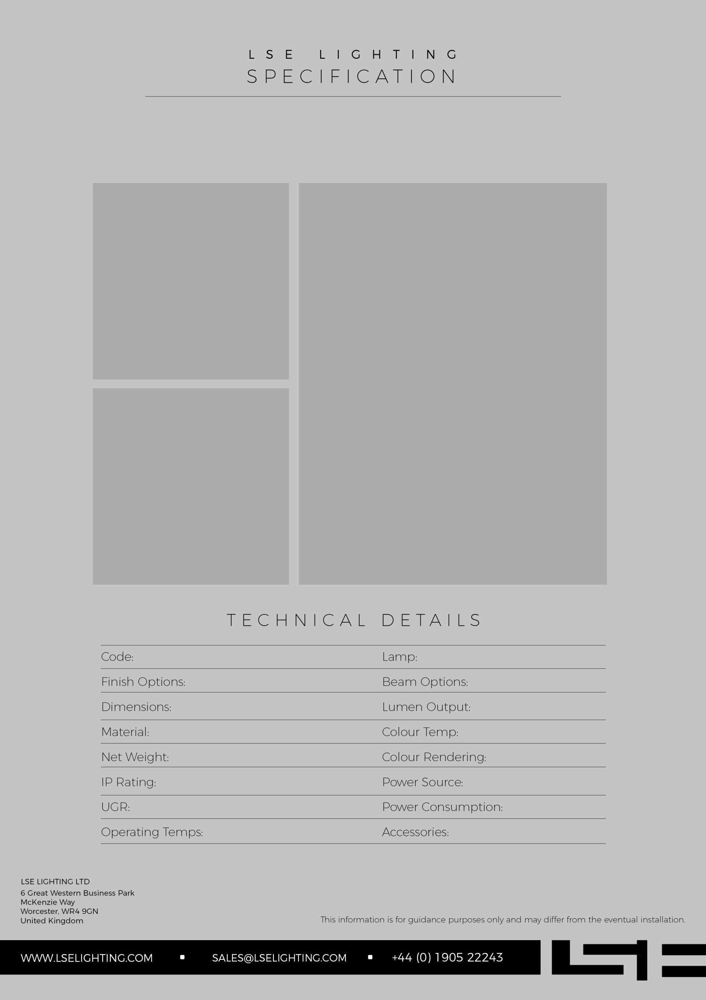 LSE LIGHTING
SPECIFICATION
TECHNICAL DETAILS
Code:
Lamp:
Finish Options:
Beam Options:
Dimensions:
Lumen Output:
Material:
Colour Temp:
Net Weight:
Colour Rendering:
IP Rating:
Power Source:
UGR:
Power Consumption:
Operating Temps:
Accessories:
LSE LIGHTING LTD
6 Great Western Business Park
McKenzie Way
Worcester, WR4 9GN
United Kingdom
This information is for guidance purposes only and may differ from the eventual installation.
WWW.LSELIGHTING.COM ▪ SALES@LSELIGHTING.COM ▪ +44 (0) 1905 22243
LSE